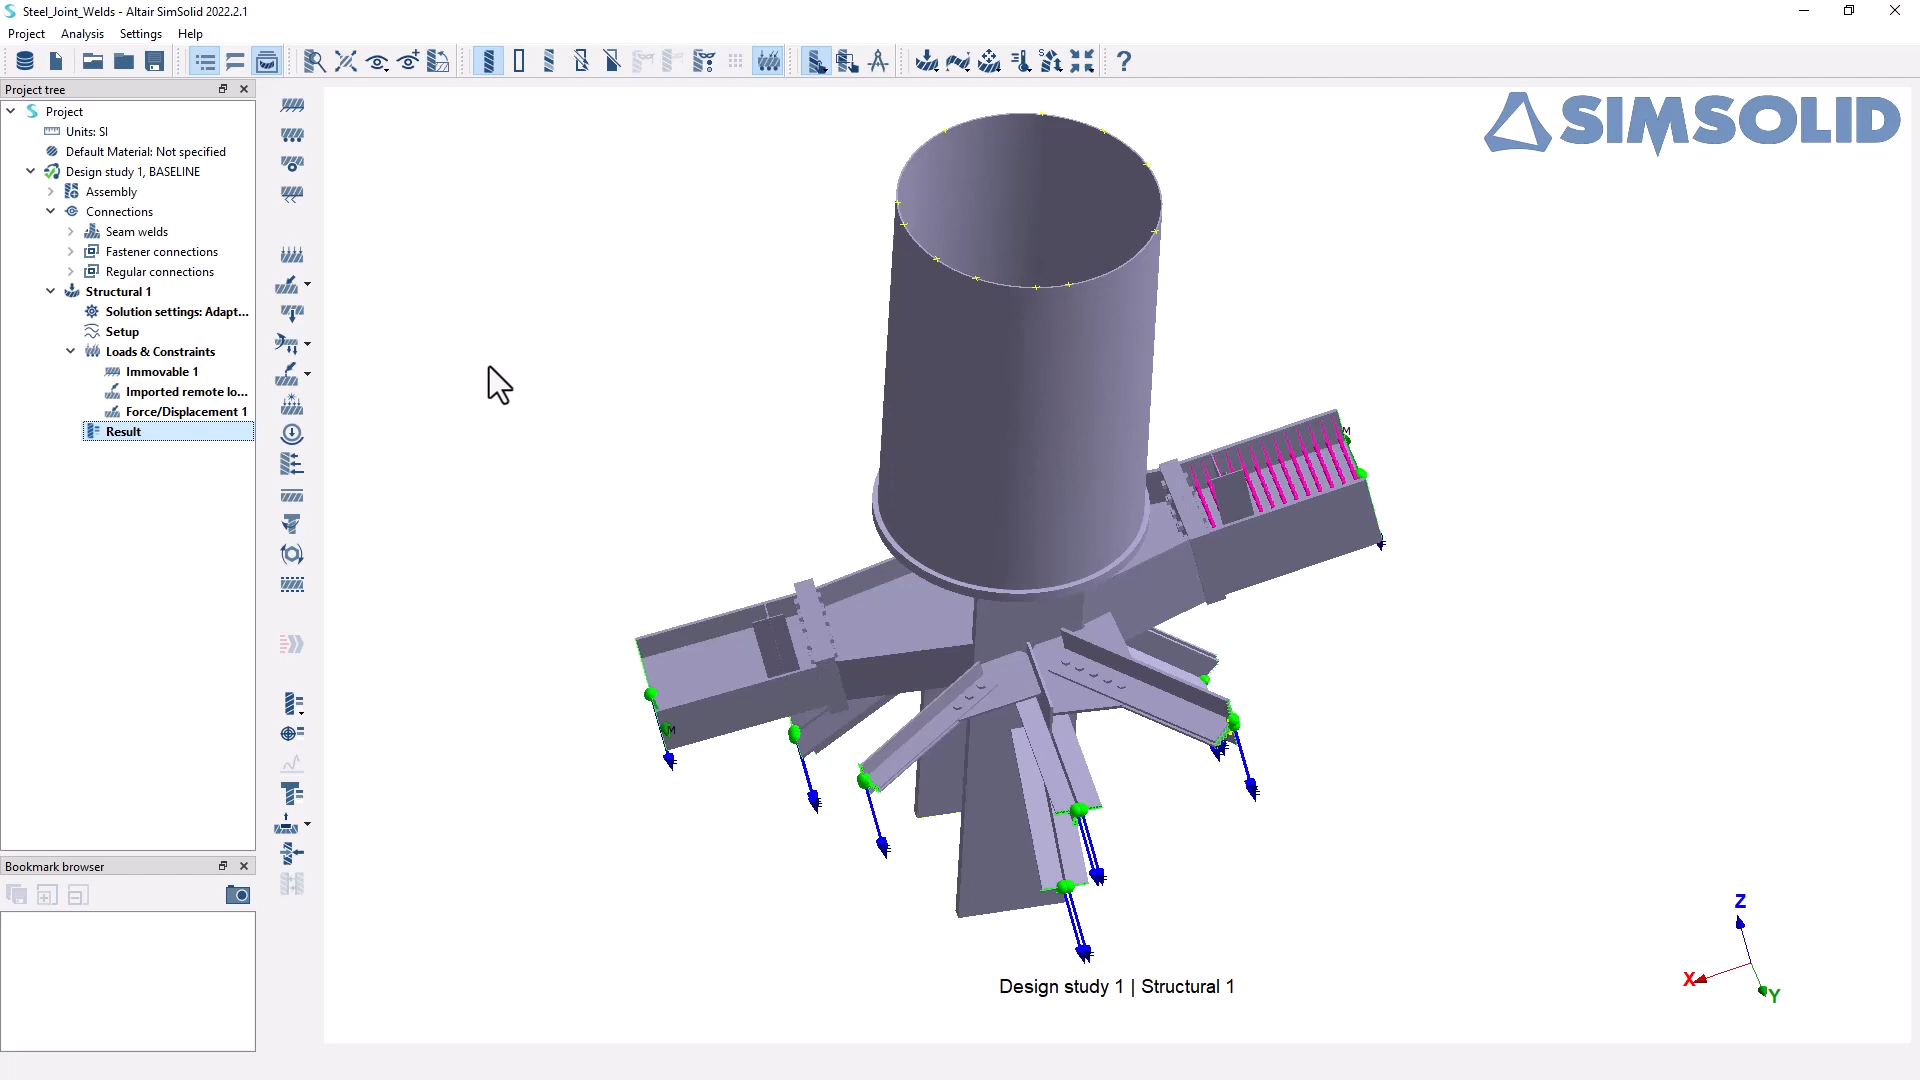 Steel_Joint_Welds - Altair SimSolid 2022.2.1
Project Analysis Settings Help
Project tree
Project
Units: SI
Default Material: Not specified
Design study 1, BASELINE
Assembly
Connections
Seam welds
Fastener connections
Regular connections
Structural 1
Solution settings: Adapt...
Setup
Loads & Constraints
Immovable 1
Imported remote lo...
Force/Displacement 1
Result
Bookmark browser
SIMSOLID
M
M
Design study 1 | Structural 1
Z
X
Y